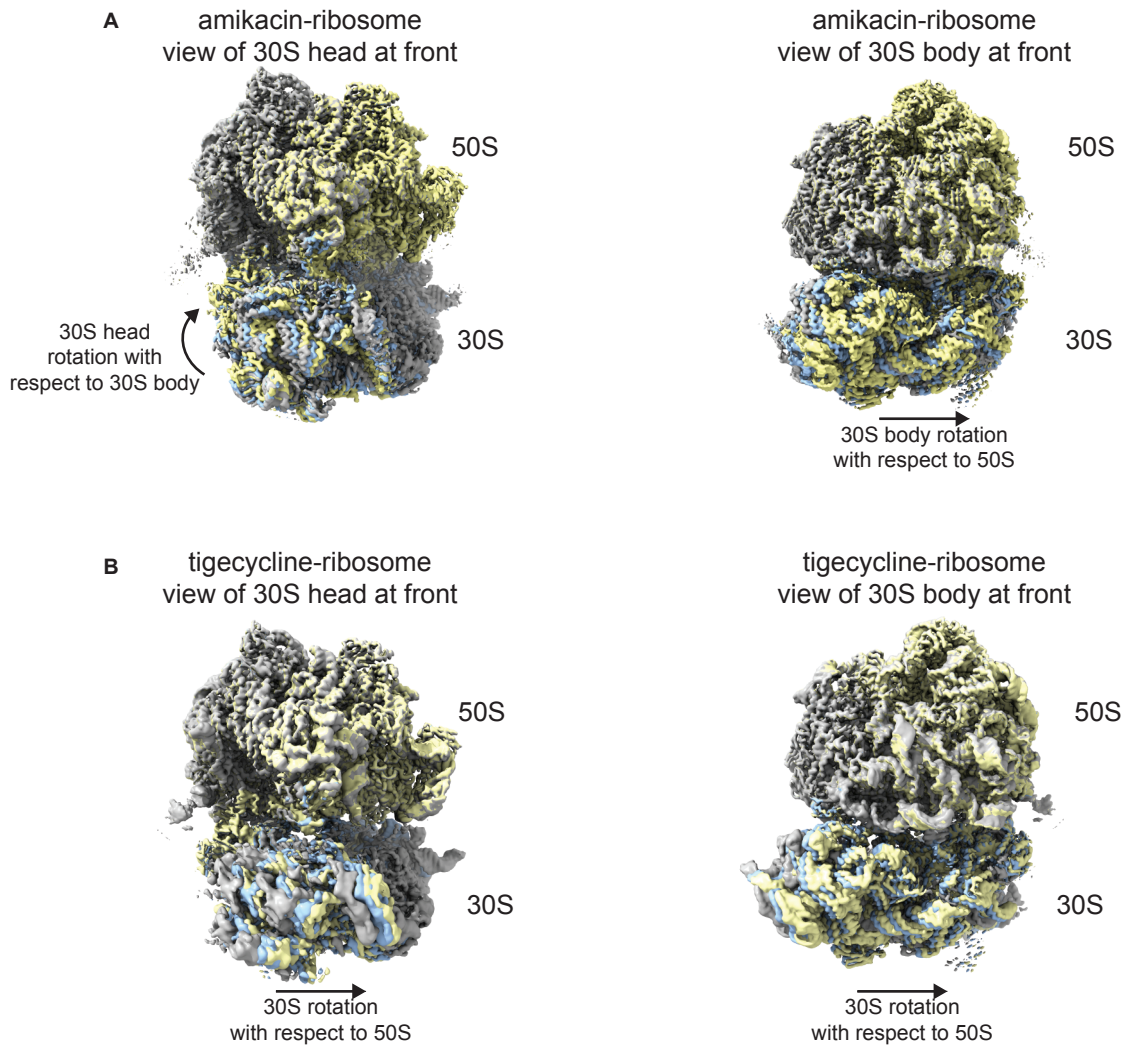 A
amikacin-ribosome
view of 30S head at front
50S
30S head
rotation with
respect to 30S body
30S
amikacin-ribosome
view of 30S body at front
50S
30S
30S body rotation
with respect to 50S
B
tigecycline-ribosome
view of 30S head at front
50S
30S
30S rotation
with respect to 50S
tigecycline-ribosome
view of 30S body at front
50S
30S
30S rotation
with respect to 50S